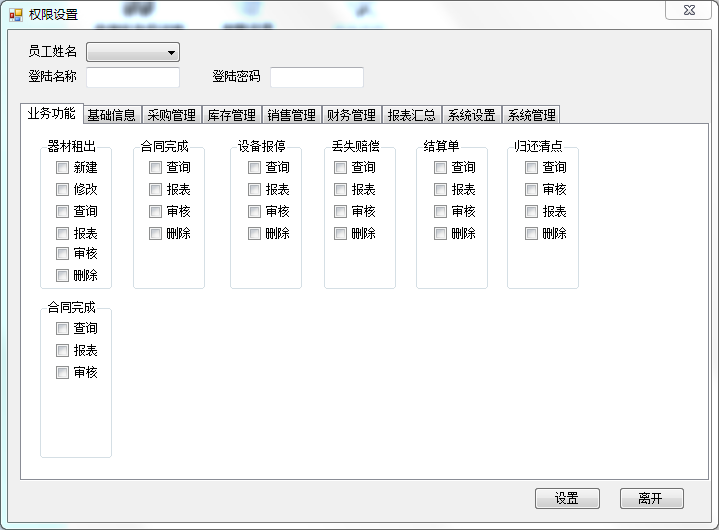 权限设置
员工姓名
登陆名称 登陆密码
业务功能 基础信息 采购管理 库存管理 销售管理 财务管理 报表汇总 系统设置 系统管理
器材租出 合同完成 设备报停 丢失赔偿 结算单 归还清点
新建 查询 查询 查询 查询 查询
修改 报表 报表 报表 报表 审核
查询 审核 审核 审核 审核 报表
报表 删除 删除 删除 删除 删除
审核
删除
合同完成
查询
报表
审核
设置 离开